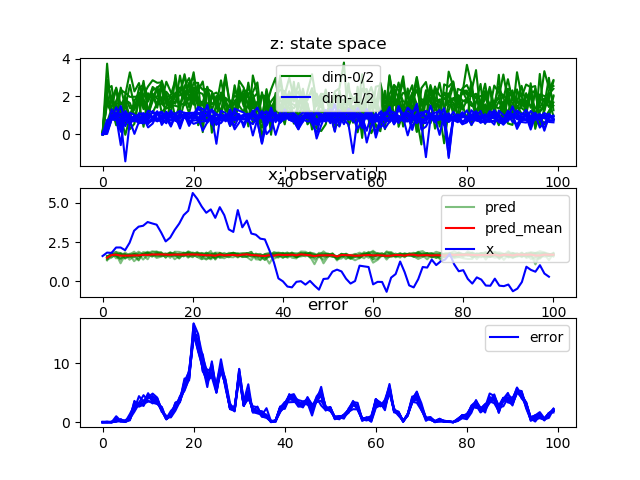 z: state space
4
2
0
dim-0/2
dim-1/2
0 20 40 60 80 100
x: observation
5.0
2.5
0.0
pred
pred_mean
x
0 20 40 60 80 100
error
10
0
error
0 20 40 60 80 100